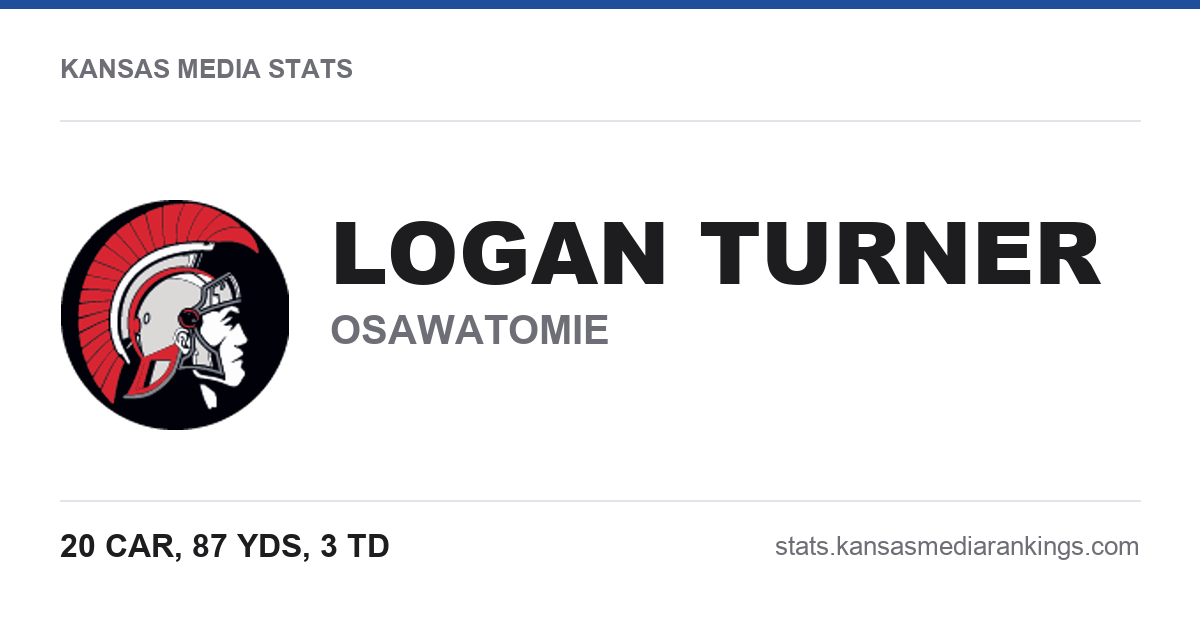 KANSAS MEDIA STATS
LOGAN TURNER
OSAWATOMIE
20 CAR, 87 YDS, 3 TD
stats.kansasmediarankings.com